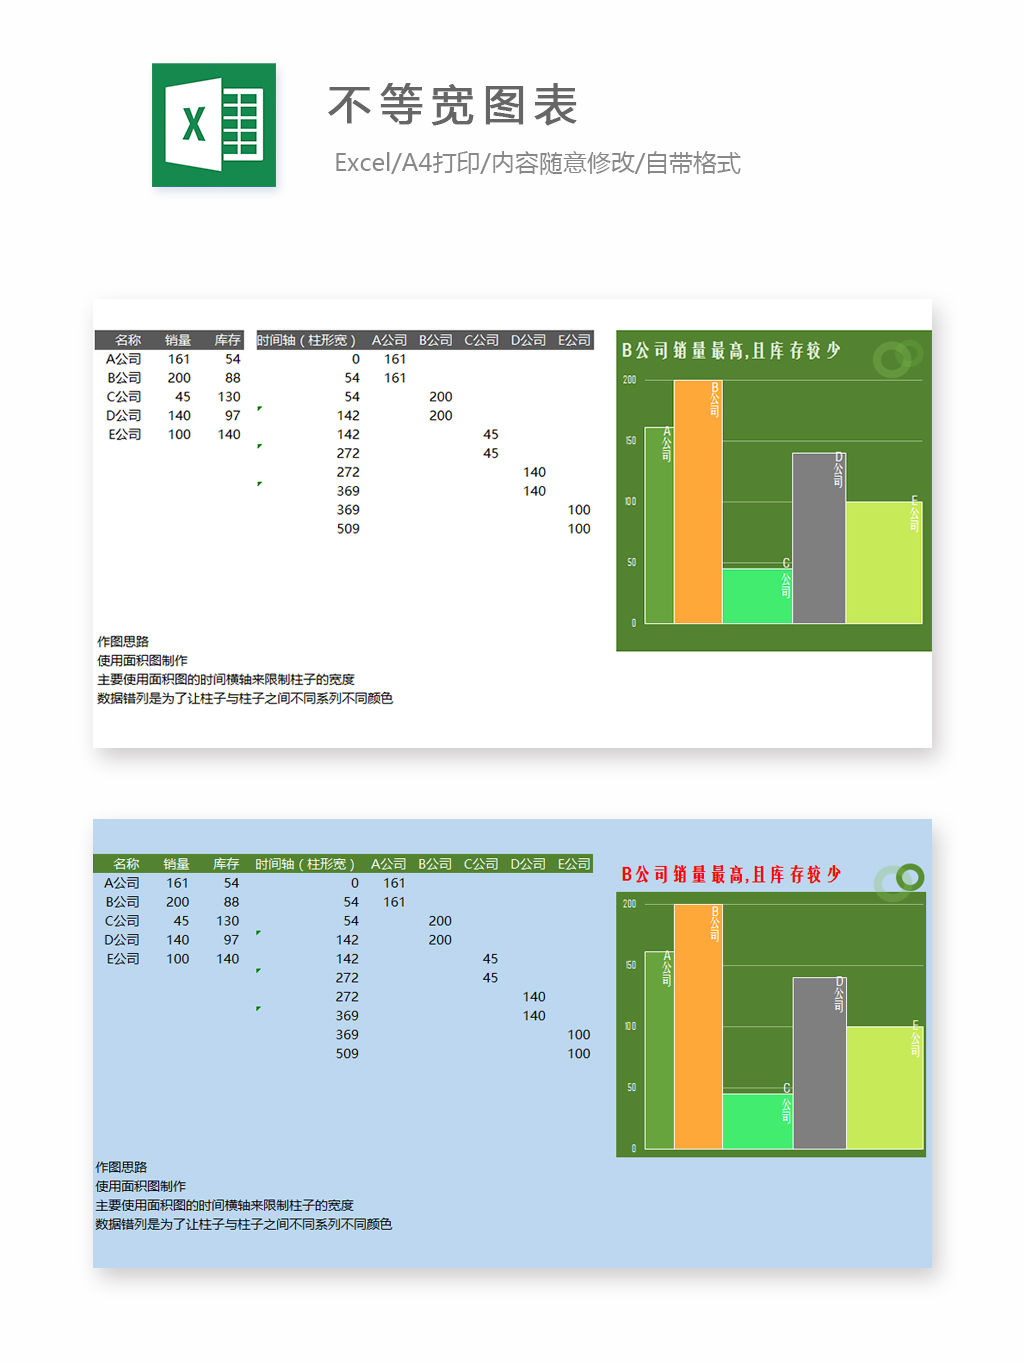 X
不等宽图表
Excel/A4打印/内容随意修改/自带格式
名称 销量 库存 时间轴（柱形宽） A公司 B公司 C公司 D公司 E公司
A公司 161 54 0 161
B公司 200 88 54 161
C公司 45 130 54 200
D公司 140 97 142 200
E公司 100 140 142 45
272 45
272 140
369 140
369 100
509 100
作图思路
使用面积图制作
主要使用面积图的时间横轴来限制柱子的宽度
数据错列是为了让柱子与柱子之间不同系列不同颜色
B公司销量最高,且库存较少
200
150
100
50
0
A公司
B公司
C公司
D公司
E公司
名称 销量 库存 时间轴（柱形宽） A公司 B公司 C公司 D公司 E公司
A公司 161 54 0 161
B公司 200 88 54 161
C公司 45 130 54 200
D公司 140 97 142 200
E公司 100 140 142 45
272 45
272 140
369 140
369 100
509 100
作图思路
使用面积图制作
主要使用面积图的时间横轴来限制柱子的宽度
数据错列是为了让柱子与柱子之间不同系列不同颜色
B公司销量最高,且库存较少
200
150
100
50
0
A公司
B公司
C公司
D公司
E公司